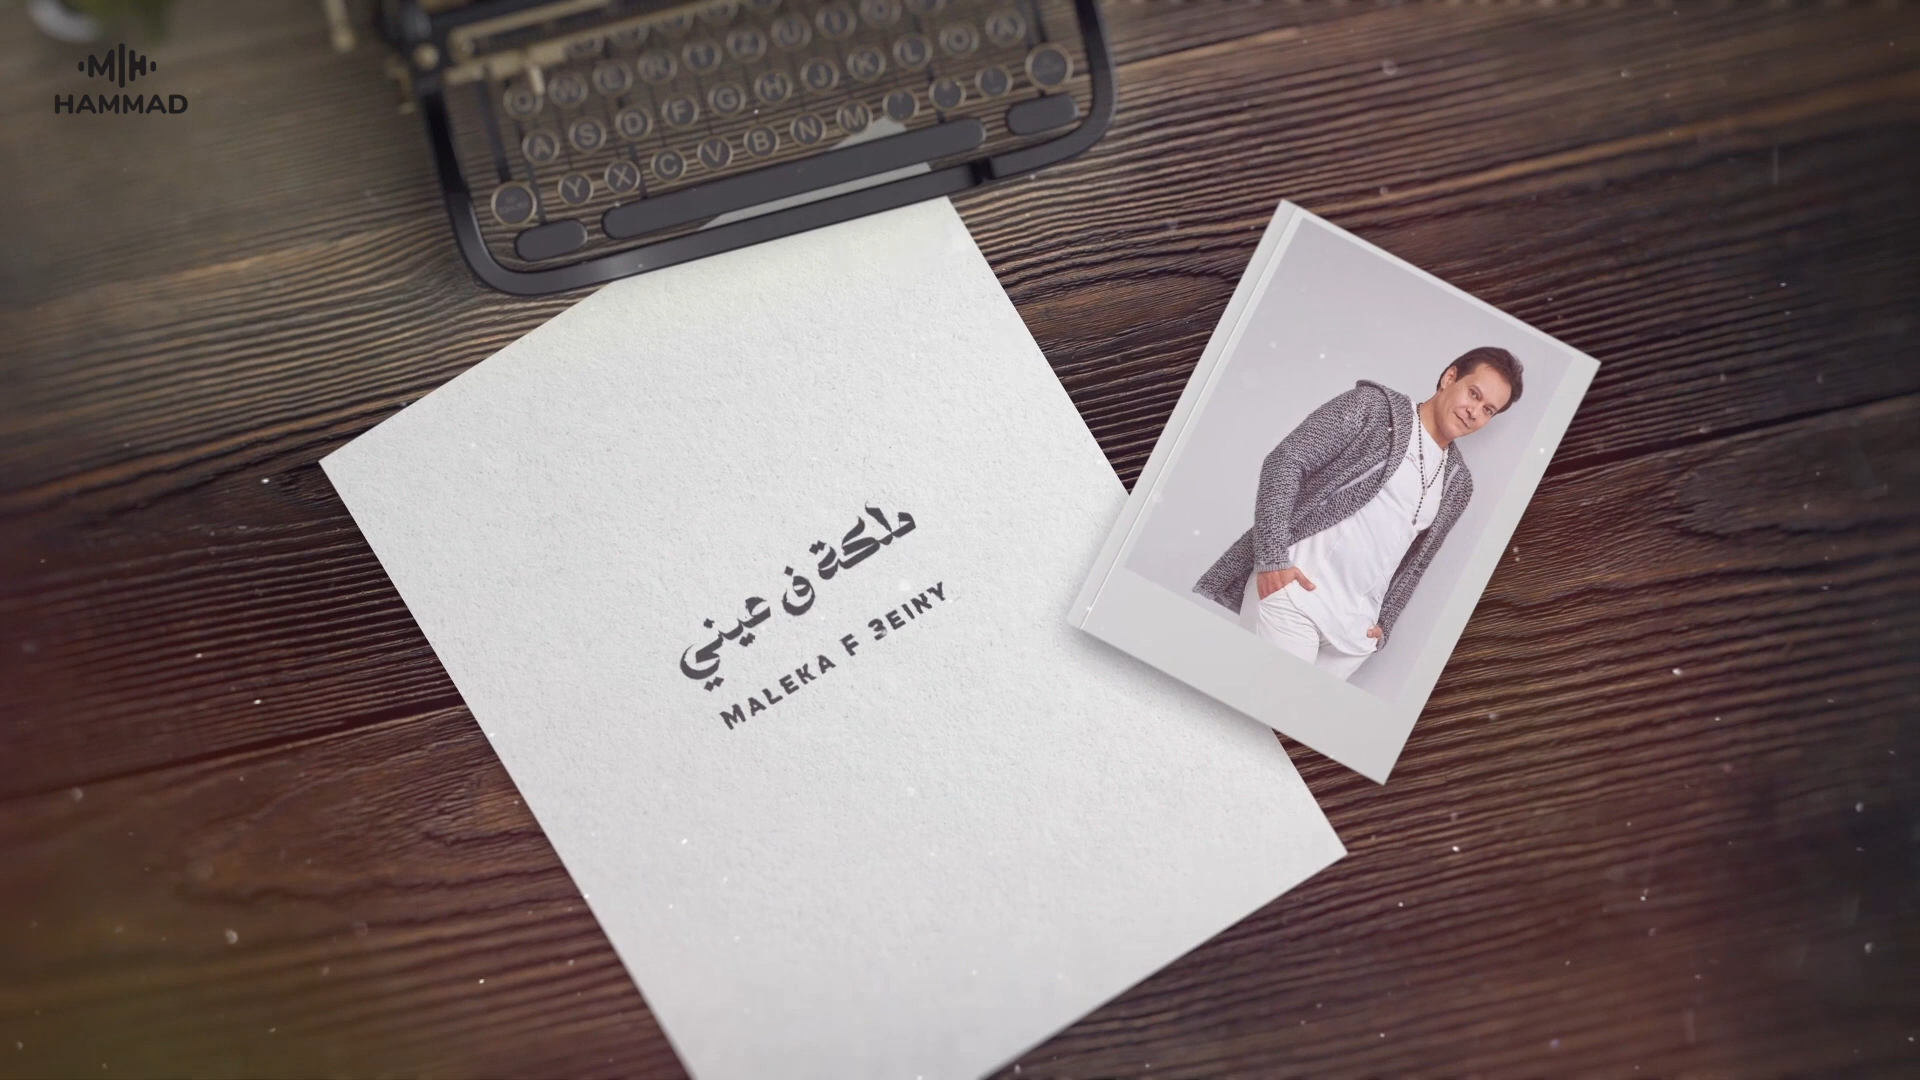 M H
HAMMAD
Q W E R T Z U I O
A S D F G H J K L Ö Ä
Y X C V B N M
ملكة ف عيني
MALEKA F 3EINY